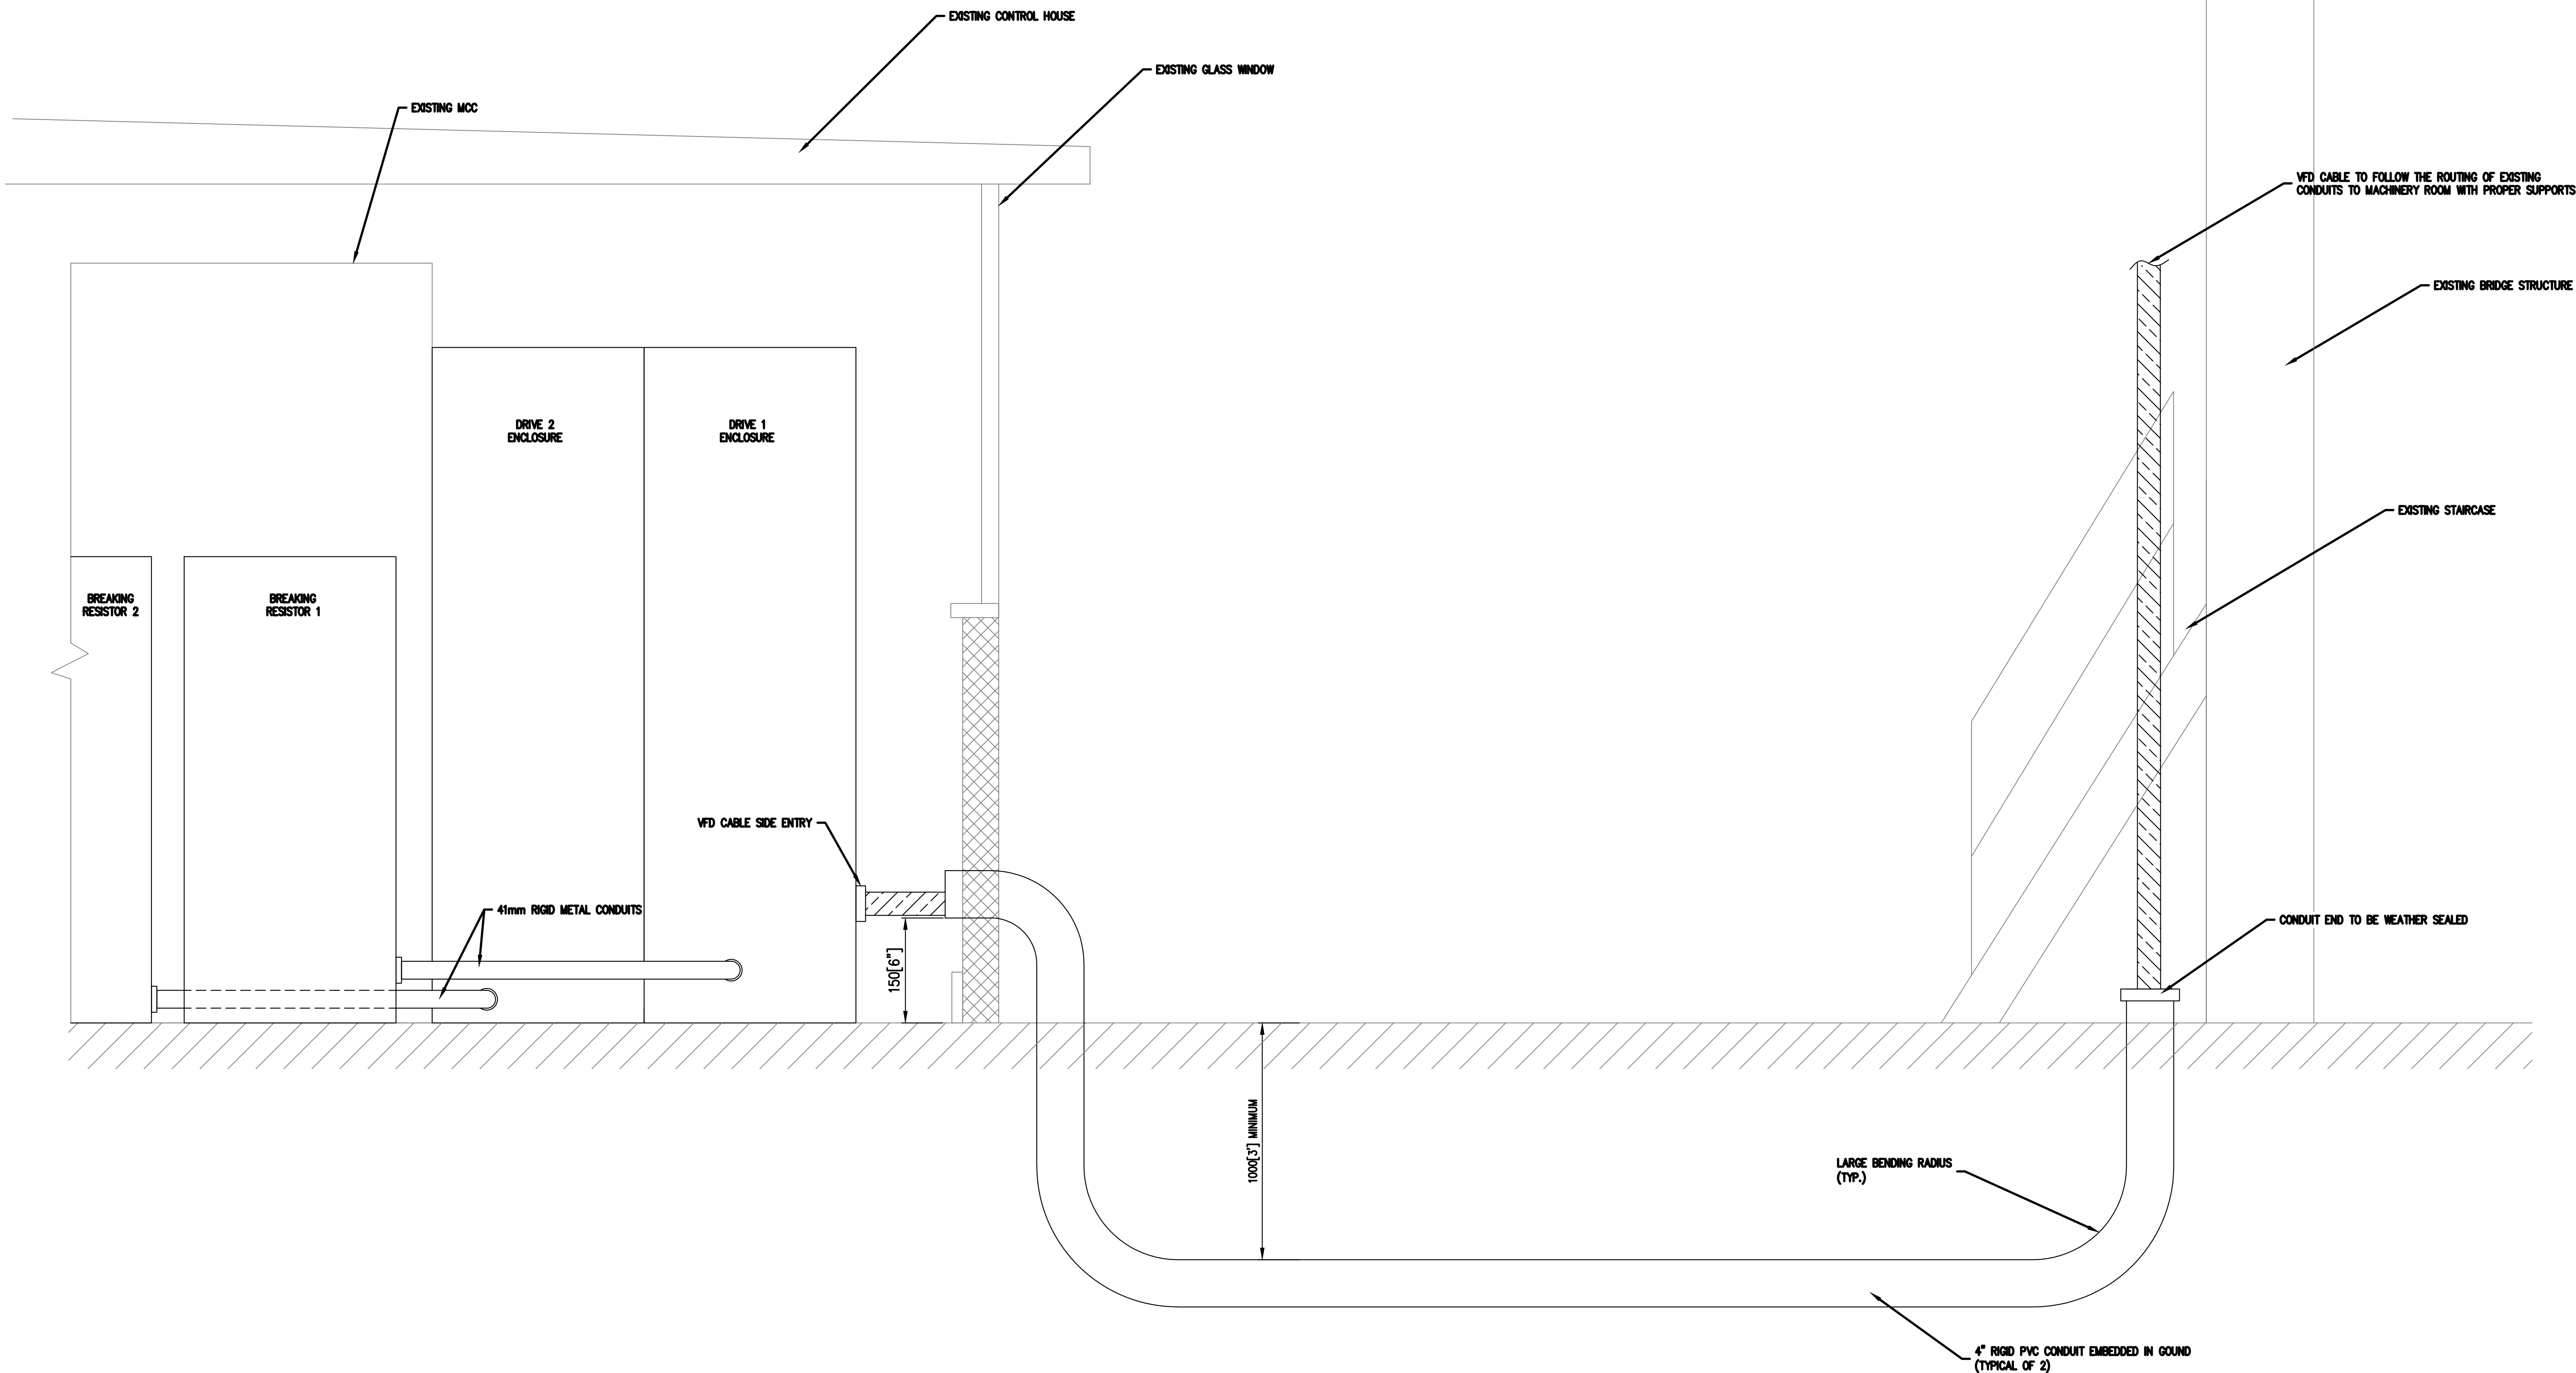 EXISTING CONTROL HOUSE
EXISTING GLASS WINDOW
EXISTING MCC
VFD CABLE TO FOLLOW THE ROUTING OF EXISTING
CONDUITS TO MACHINERY ROOM WITH PROPER SUPPORTS
EXISTING BRIDGE STRUCTURE
DRIVE 2
ENCLOSURE
DRIVE 1
ENCLOSURE
EXISTING STAIRCASE
BREAKING
RESISTOR 2
BREAKING
RESISTOR 1
VFD CABLE SIDE ENTRY
41mm RIGID METAL CONDUITS
CONDUIT END TO BE WEATHER SEALED
150[6"]
1000[3'] MINIMUM
LARGE BENDING RADIUS
(TYP.)
4" RIGID PVC CONDUIT EMBEDDED IN GOUND
(TYPICAL OF 2)